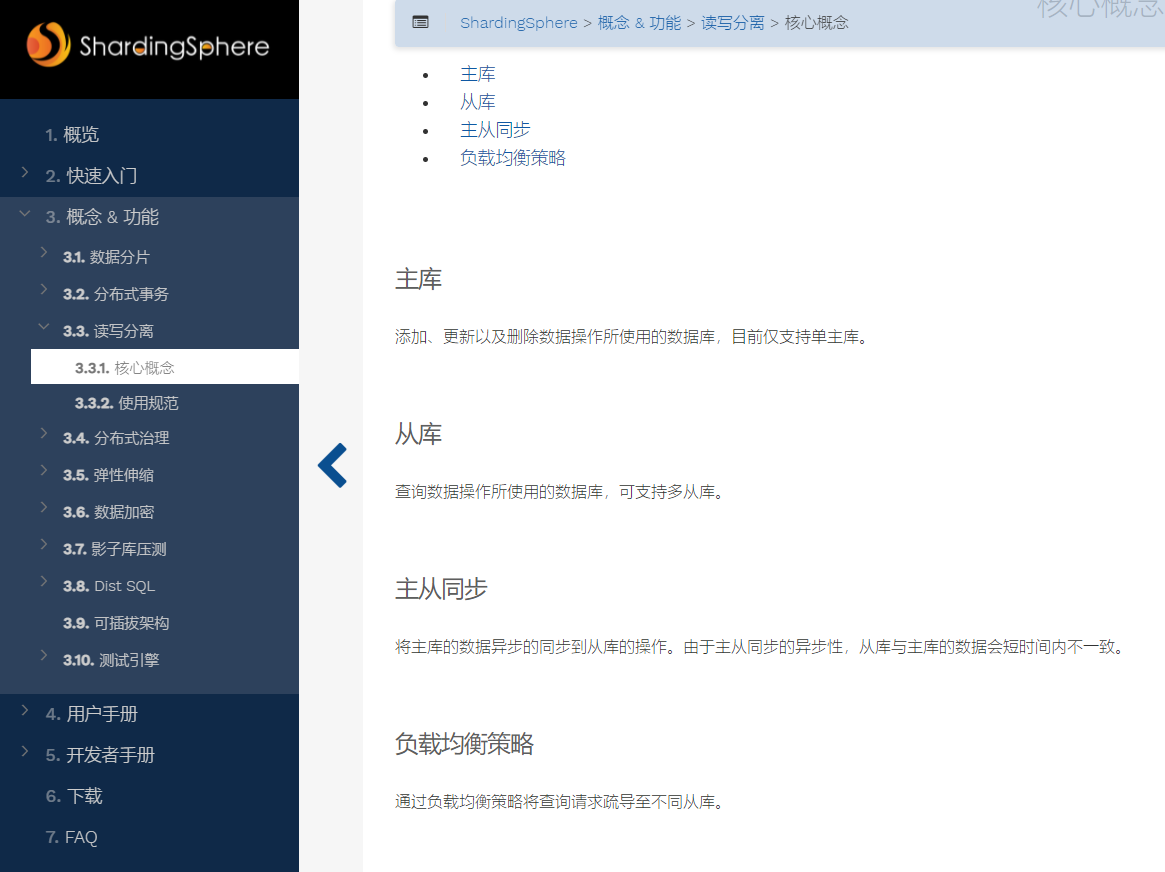 ShardingSphere
1. 概览
2. 快速入门
3. 概念 & 功能
3.1. 数据分片
3.2. 分布式事务
3.3. 读写分离
3.3.1. 核心概念
3.3.2. 使用规范
3.4. 分布式治理
3.5. 弹性伸缩
3.6. 数据加密
3.7. 影子库压测
3.8. Dist SQL
3.9. 可插拔架构
3.10. 测试引擎
4. 用户手册
5. 开发者手册
6. 下载
7. FAQ
核心概念
ShardingSphere > 概念 & 功能 > 读写分离 > 核心概念
• 主库
• 从库
• 主从同步
• 负载均衡策略
主库
添加、更新以及删除数据操作所使用的数据库，目前仅支持单主库。
从库
查询数据操作所使用的数据库，可支持多从库。
主从同步
将主库的数据异步的同步到从库的操作。由于主从同步的异步性，从库与主库的数据会短时间内不一致。
负载均衡策略
通过负载均衡策略将查询请求疏导至不同从库。